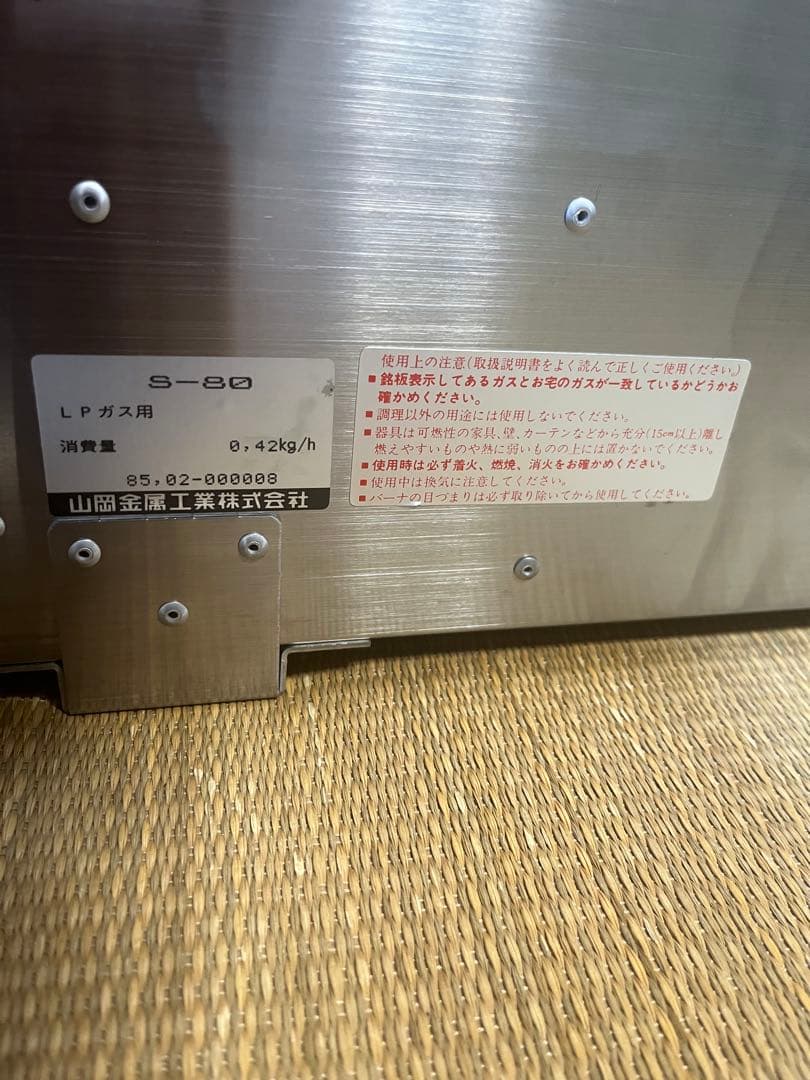 S-80
LPガス用
消費量 0,42kg/h
85,02-000008
山岡金属工業株式会社
使用上の注意(取扱説明書をよく読んで正しくご使用ください。)
■銘板表示してあるガスとお宅のガスが一致しているかどうかお
確かめください。
■調理以外の用途には使用しないでください。
■器具は可燃性の家具、壁、カーテンなどから充分(15cm以上)離し
燃えやすいものや熱に弱いものの上には置かないでください。
■使用時は必ず着火、燃焼、消火をお確かめください。
■使用中は換気に注意してください。
■バーナの目づまりは必ず取り除いてから使用してください。